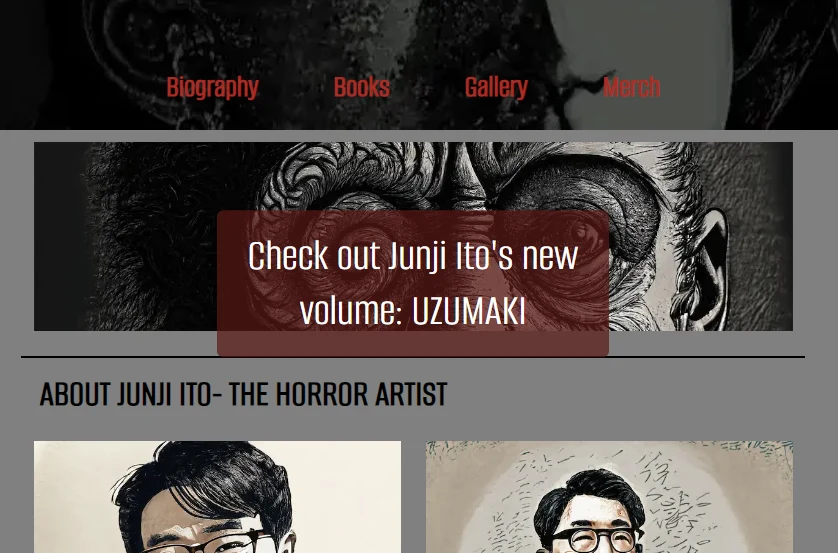 Biography Books Gallery Merch
Check out Junji Ito's new
volume: UZUMAKI
ABOUT JUNJI ITO- THE HORROR ARTIST